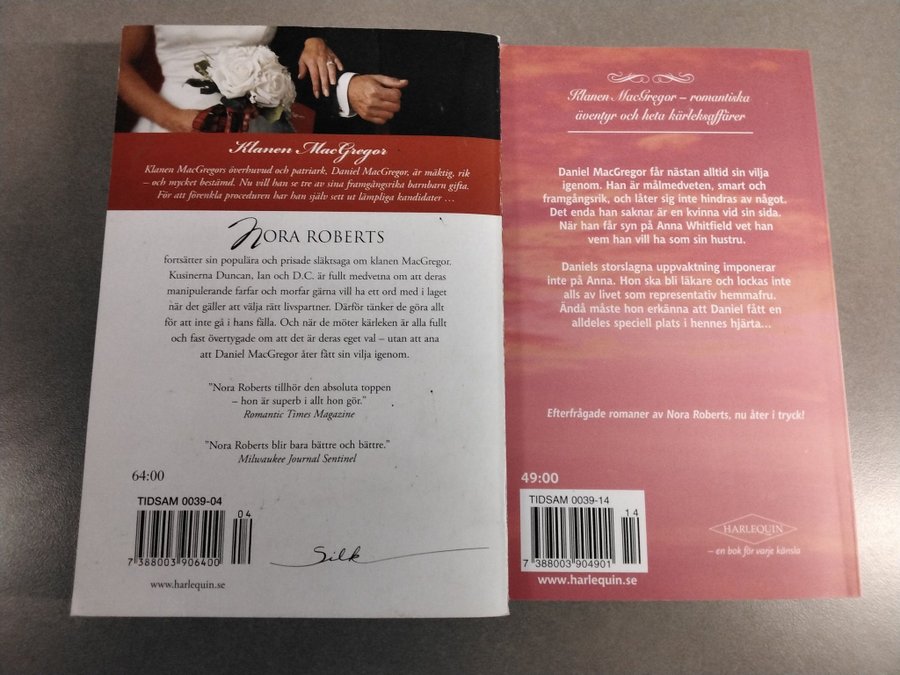 Klanen MacGregor
Klanen MacGregors överhuvud och patriark, Daniel MacGregor, är mäktig, rik
– och mycket bestämd. Nu vill han se tre av sina framgångsrika barnbarn gifta.
För att förenkla proceduren har han själv sett ut lämpliga kandidater …
NORA ROBERTS
fortsätter sin populära och prisade släktsaga om klanen MacGregor.
Kusinerna Duncan, Ian och D.C. är fullt medvetna om att deras
manipulerande farfar och morfar gärna vill ha ett ord med i laget
när det gäller att välja rätt livspartner. Därför tänker de göra allt
för att inte gå i hans fälla. Och när de möter kärleken är alla fullt
och fast övertygade om att det är deras eget val – utan att ana
att Daniel MacGregor åter fått sin vilja igenom.
”Nora Roberts tillhör den absoluta toppen
– hon är superb i allt hon gör.”
Romantic Times Magazine
”Nora Roberts blir bara bättre och bättre.”
Milwaukee Journal Sentinel
64:00
TIDSAM 0039-04
04
7 388003 906400
www.harlequin.se
Silk
Klanen MacGregor – romantiska
äventyr och heta kärleksaffärer
Daniel MacGregor får nästan alltid sin vilja
igenom. Han är målmedveten, smart och
framgångsrik, och låter sig inte hindras av något.
Det enda han saknar är en kvinna vid sin sida.
När han får syn på Anna Whitfield vet han
vem han vill ha som sin hustru.
Daniels storslagna uppvaktning imponerar
inte på Anna. Hon ska bli läkare och lockas inte
alls av livet som representativ hemmafru.
Ändå måste hon erkänna att Daniel fått en
alldeles speciell plats i hennes hjärta...
Efterfrågade romaner av Nora Roberts, nu åter i tryck!
49:00
TIDSAM 0039-14
14
7 388003 904901
www.harlequin.se
HARLEQUIN
– en bok för varje känsla